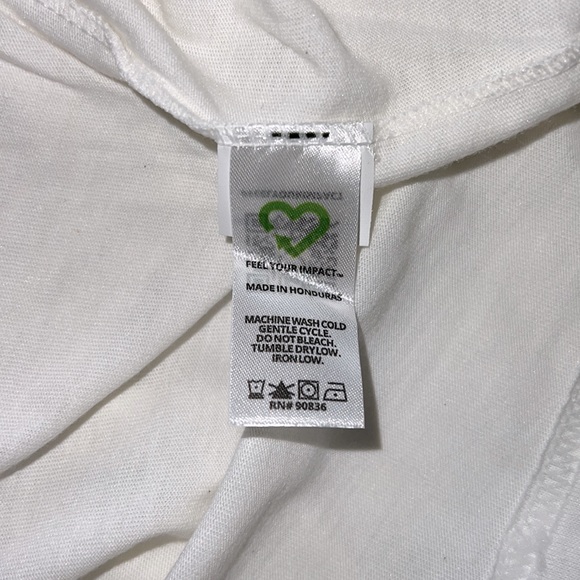 FEEL YOUR IMPACT™
MADE IN HONDURAS
MACHINE WASH COLD
GENTLE CYCLE.
DO NOT BLEACH.
TUMBLE DRY LOW.
IRON LOW.
RN# 90836